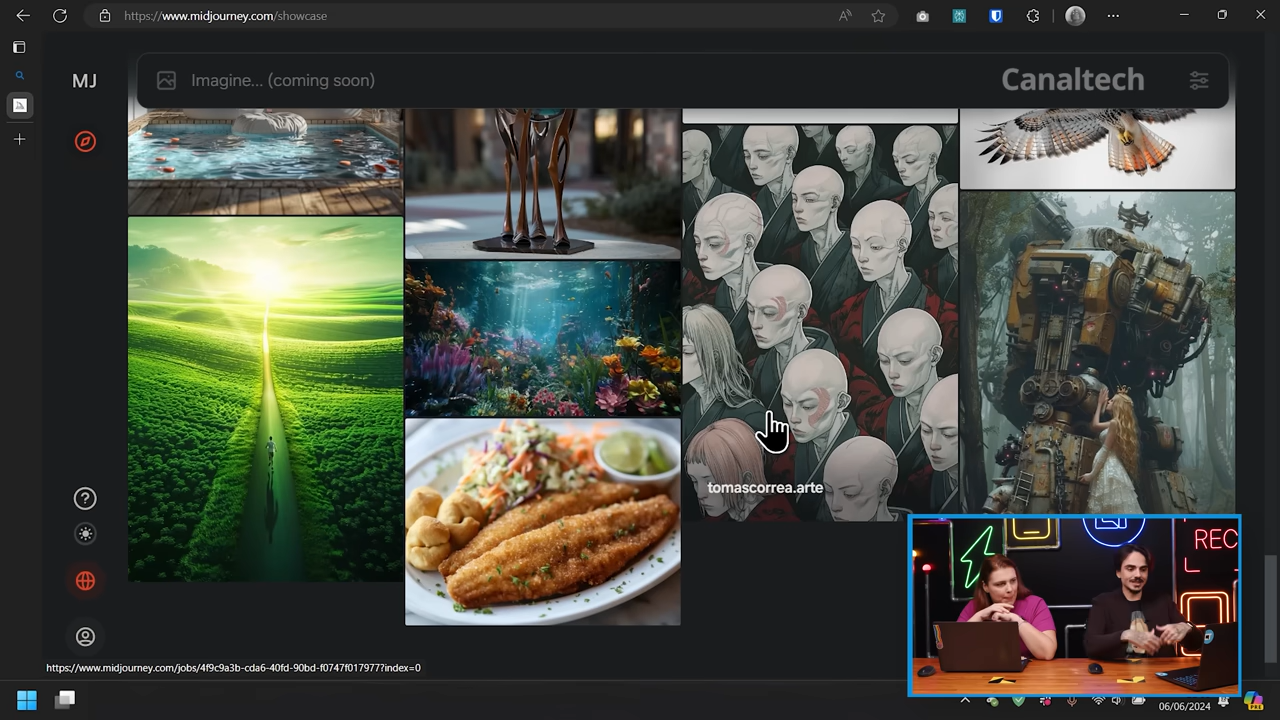 https://www.midjourney.com/showcase
MJ
Imagine... (coming soon)
Canaltech
tomascorrea.arte
REC
https://www.midjourney.com/jobs/4f9c9a3b-cda6-40fd-90bd-f0747f017977?index=0
06/06/2024